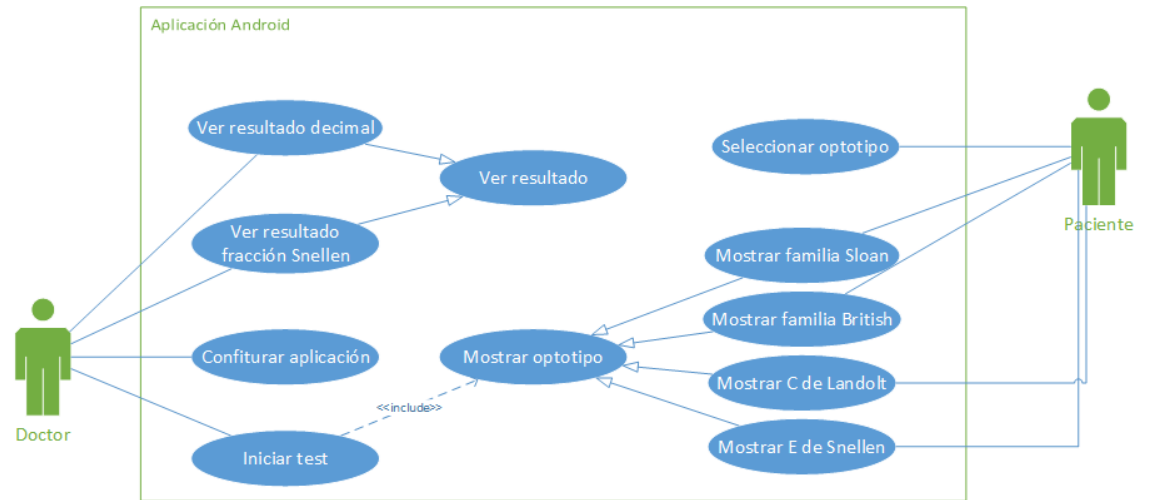 Aplicación Android
Ver resultado decimal
Ver resultado
Seleccionar optotipo
Ver resultado
fracción Snellen
Paciente
Mostrar familia Sloan
Mostrar familia British
Confiturar aplicación
Mostrar optotipo
Mostrar C de Landolt
<<include>>
Doctor
Iniciar test
Mostrar E de Snellen